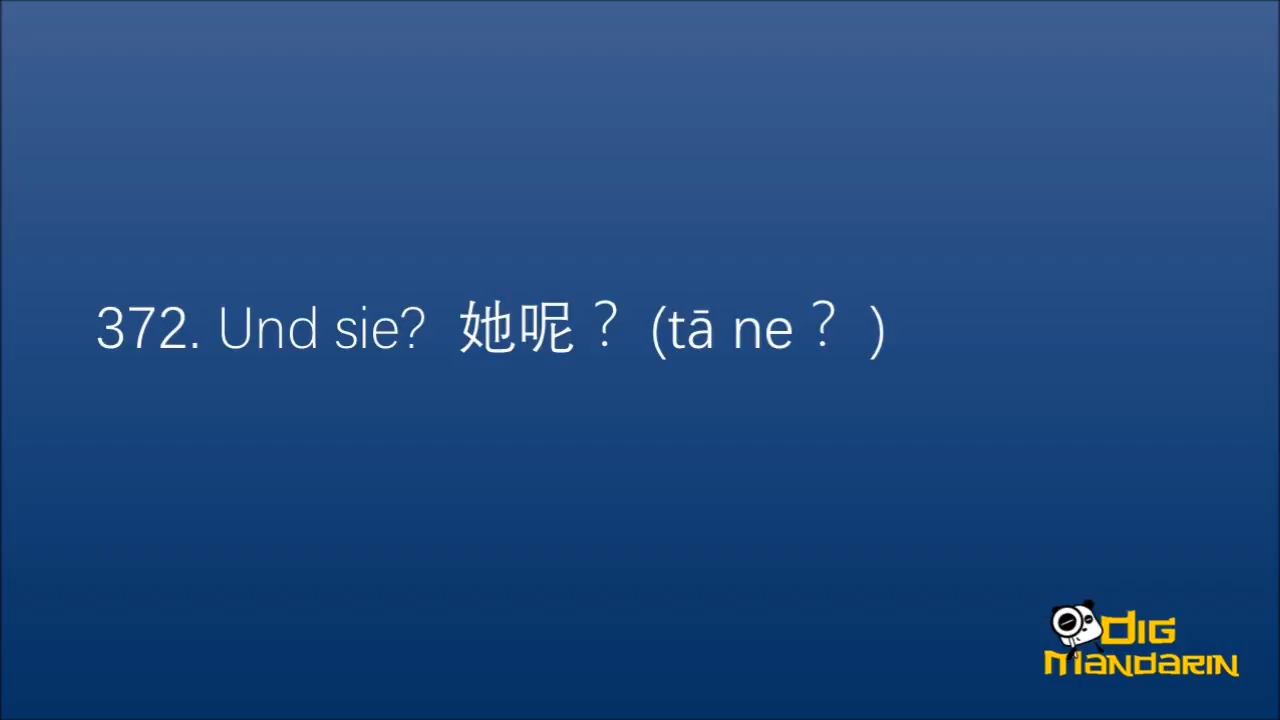 372. Und sie? 她呢？ (tā ne？ )
DIG
MANDARIN